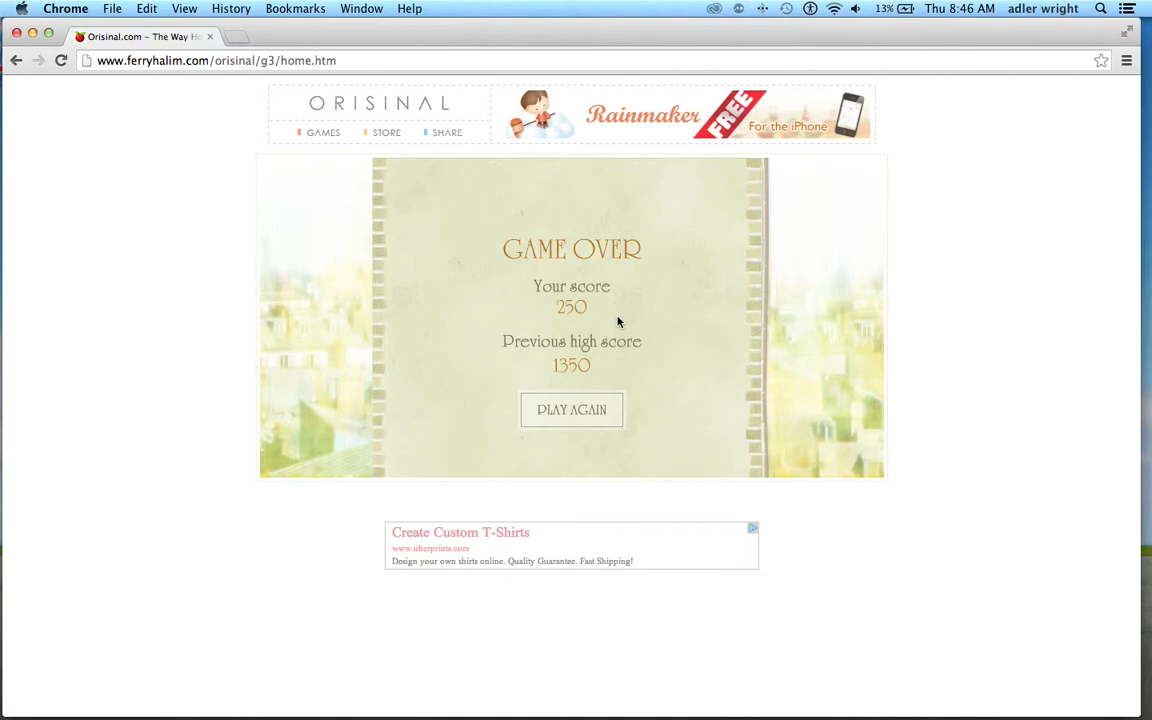 Chrome File Edit View History Bookmarks Window Help 13% Thu 8:46 AM adler wright
Orisinal.com – The Way Ho
www.ferryhalim.com/orisinal/g3/home.htm
ORISINAL
GAMES STORE SHARE
Rainmaker FREE For the iPhone
GAME OVER
Your score
250
Previous high score
1350
PLAY AGAIN
Create Custom T-Shirts
www.uberprints.com
Design your own shirts online. Quality Guarantee. Fast Shipping!